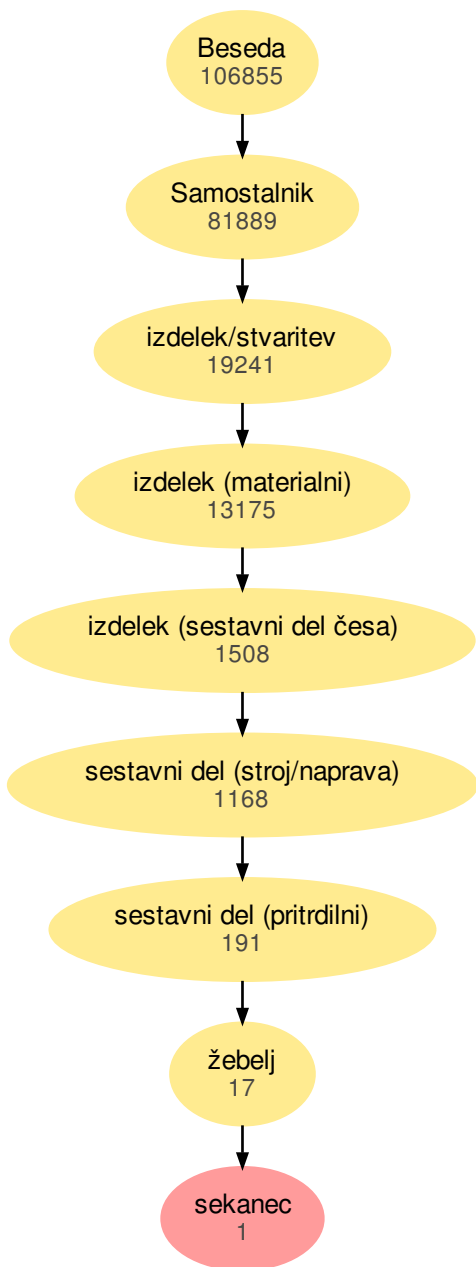 Beseda
106855
Samostalnik
81889
izdelek/stvaritev
19241
izdelek (materialni)
13175
izdelek (sestavni del česa)
1508
sestavni del (stroj/naprava)
1168
sestavni del (pritrdilni)
191
žebelj
17
sekanec
1